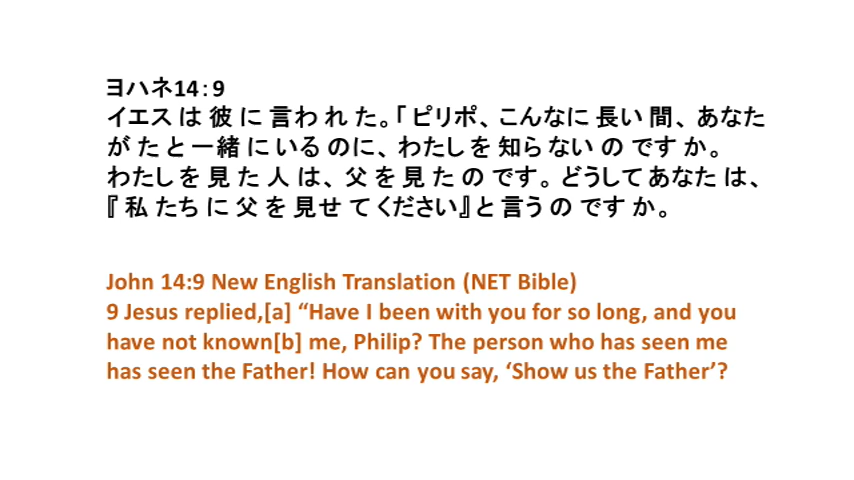 ヨハネ14：9
イエス は 彼 に 言わ れ た。「 ピリポ、 こんなに 長い 間、 あなた
が た と 一緒 に いる のに、 わたし を 知ら ない の です か。
わたし を 見 た 人 は、 父 を 見 た の です。 どうして あなた は、
『 私 たち に 父 を 見せ て ください』 と 言う の です か。
John 14:9 New English Translation (NET Bible)
9 Jesus replied,[a] “Have I been with you for so long, and you
have not known[b] me, Philip? The person who has seen me
has seen the Father! How can you say, ‘Show us the Father’?